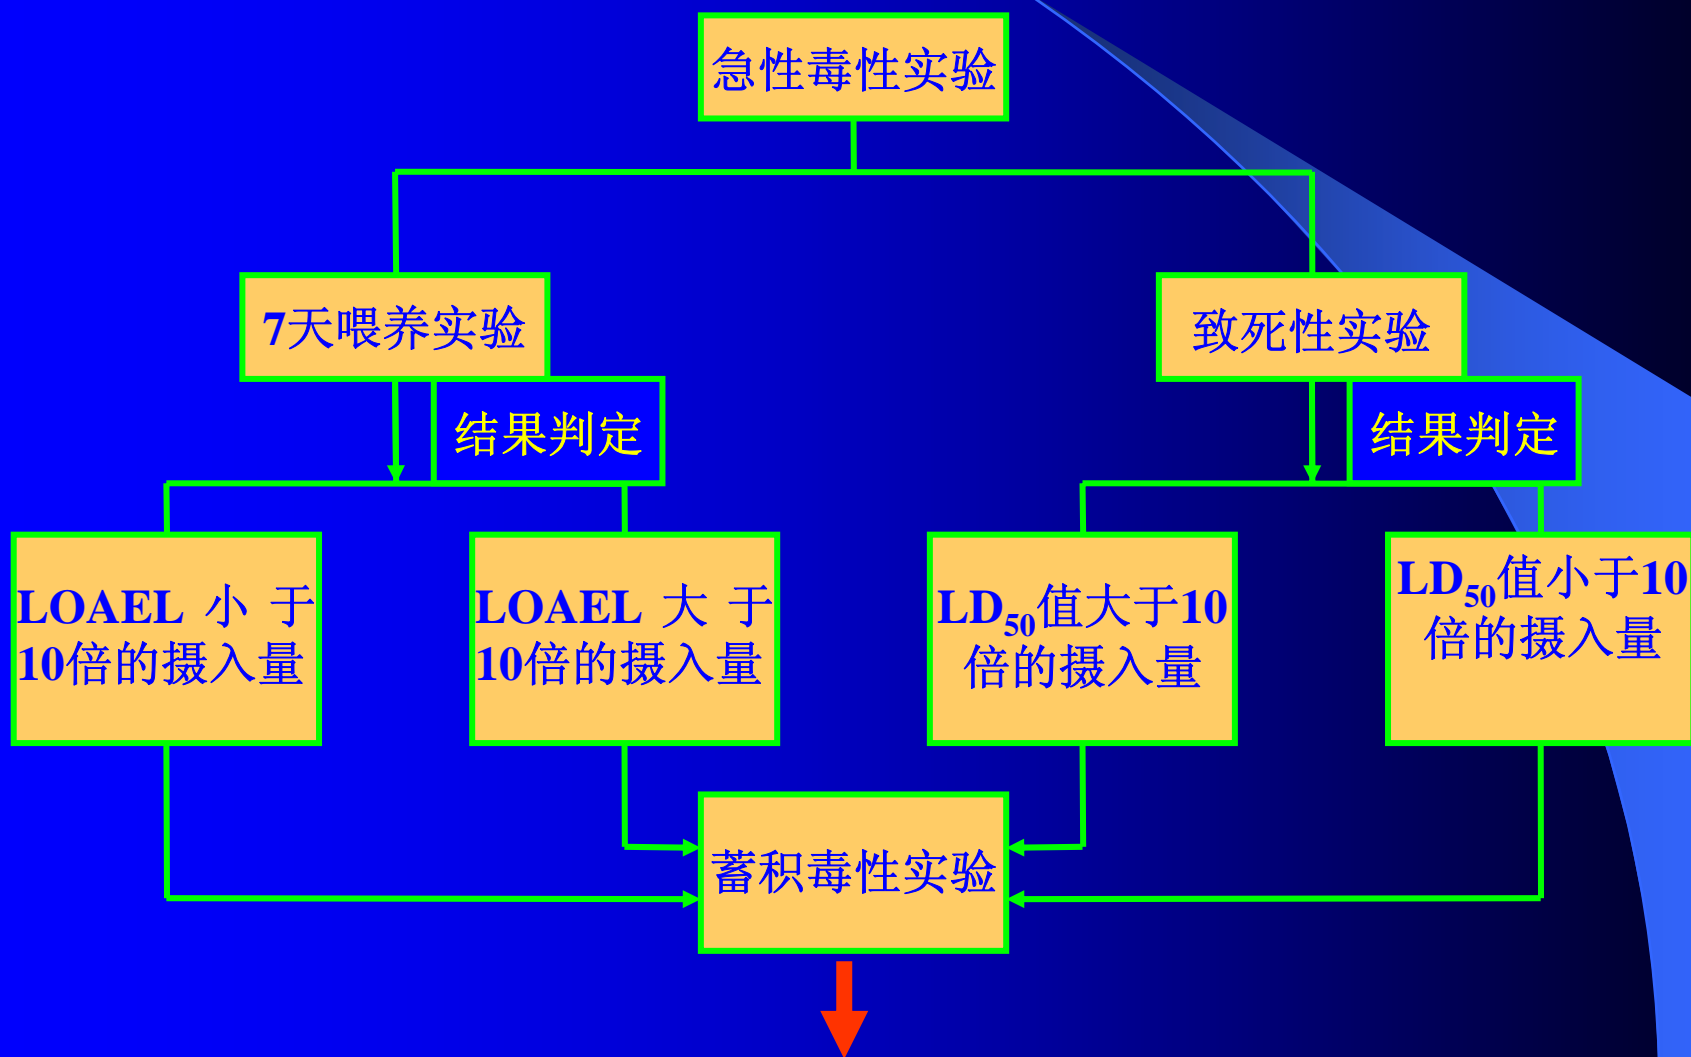 急性毒性实验
7天喂养实验
致死性实验
结果判定
结果判定
LOAEL 小 于
10倍的摄入量
LOAEL 大 于
10倍的摄入量
LD₅₀值大于10
倍的摄入量
LD₅₀值小于10
倍的摄入量
蓄积毒性实验